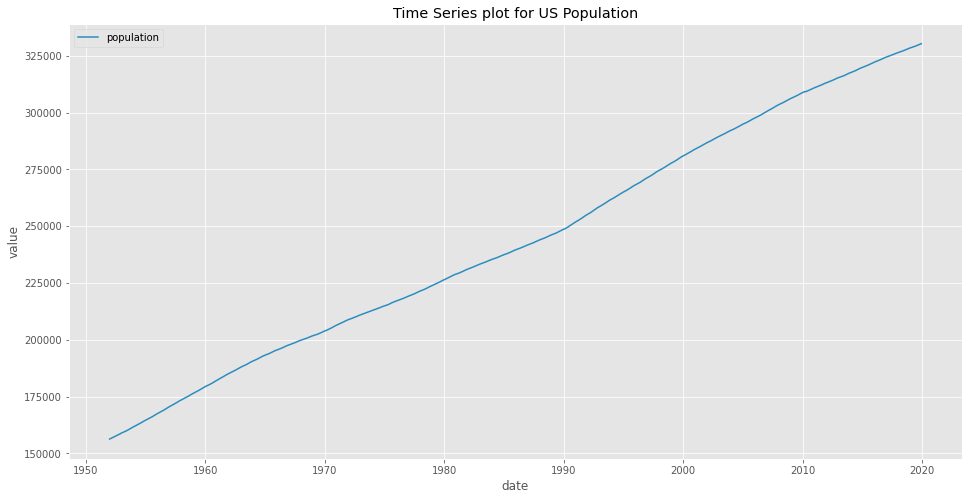 Time Series plot for US Population
population
325000
300000
275000
250000
225000
200000
175000
150000
value
1950 1960 1970 1980 1990 2000 2010 2020
date